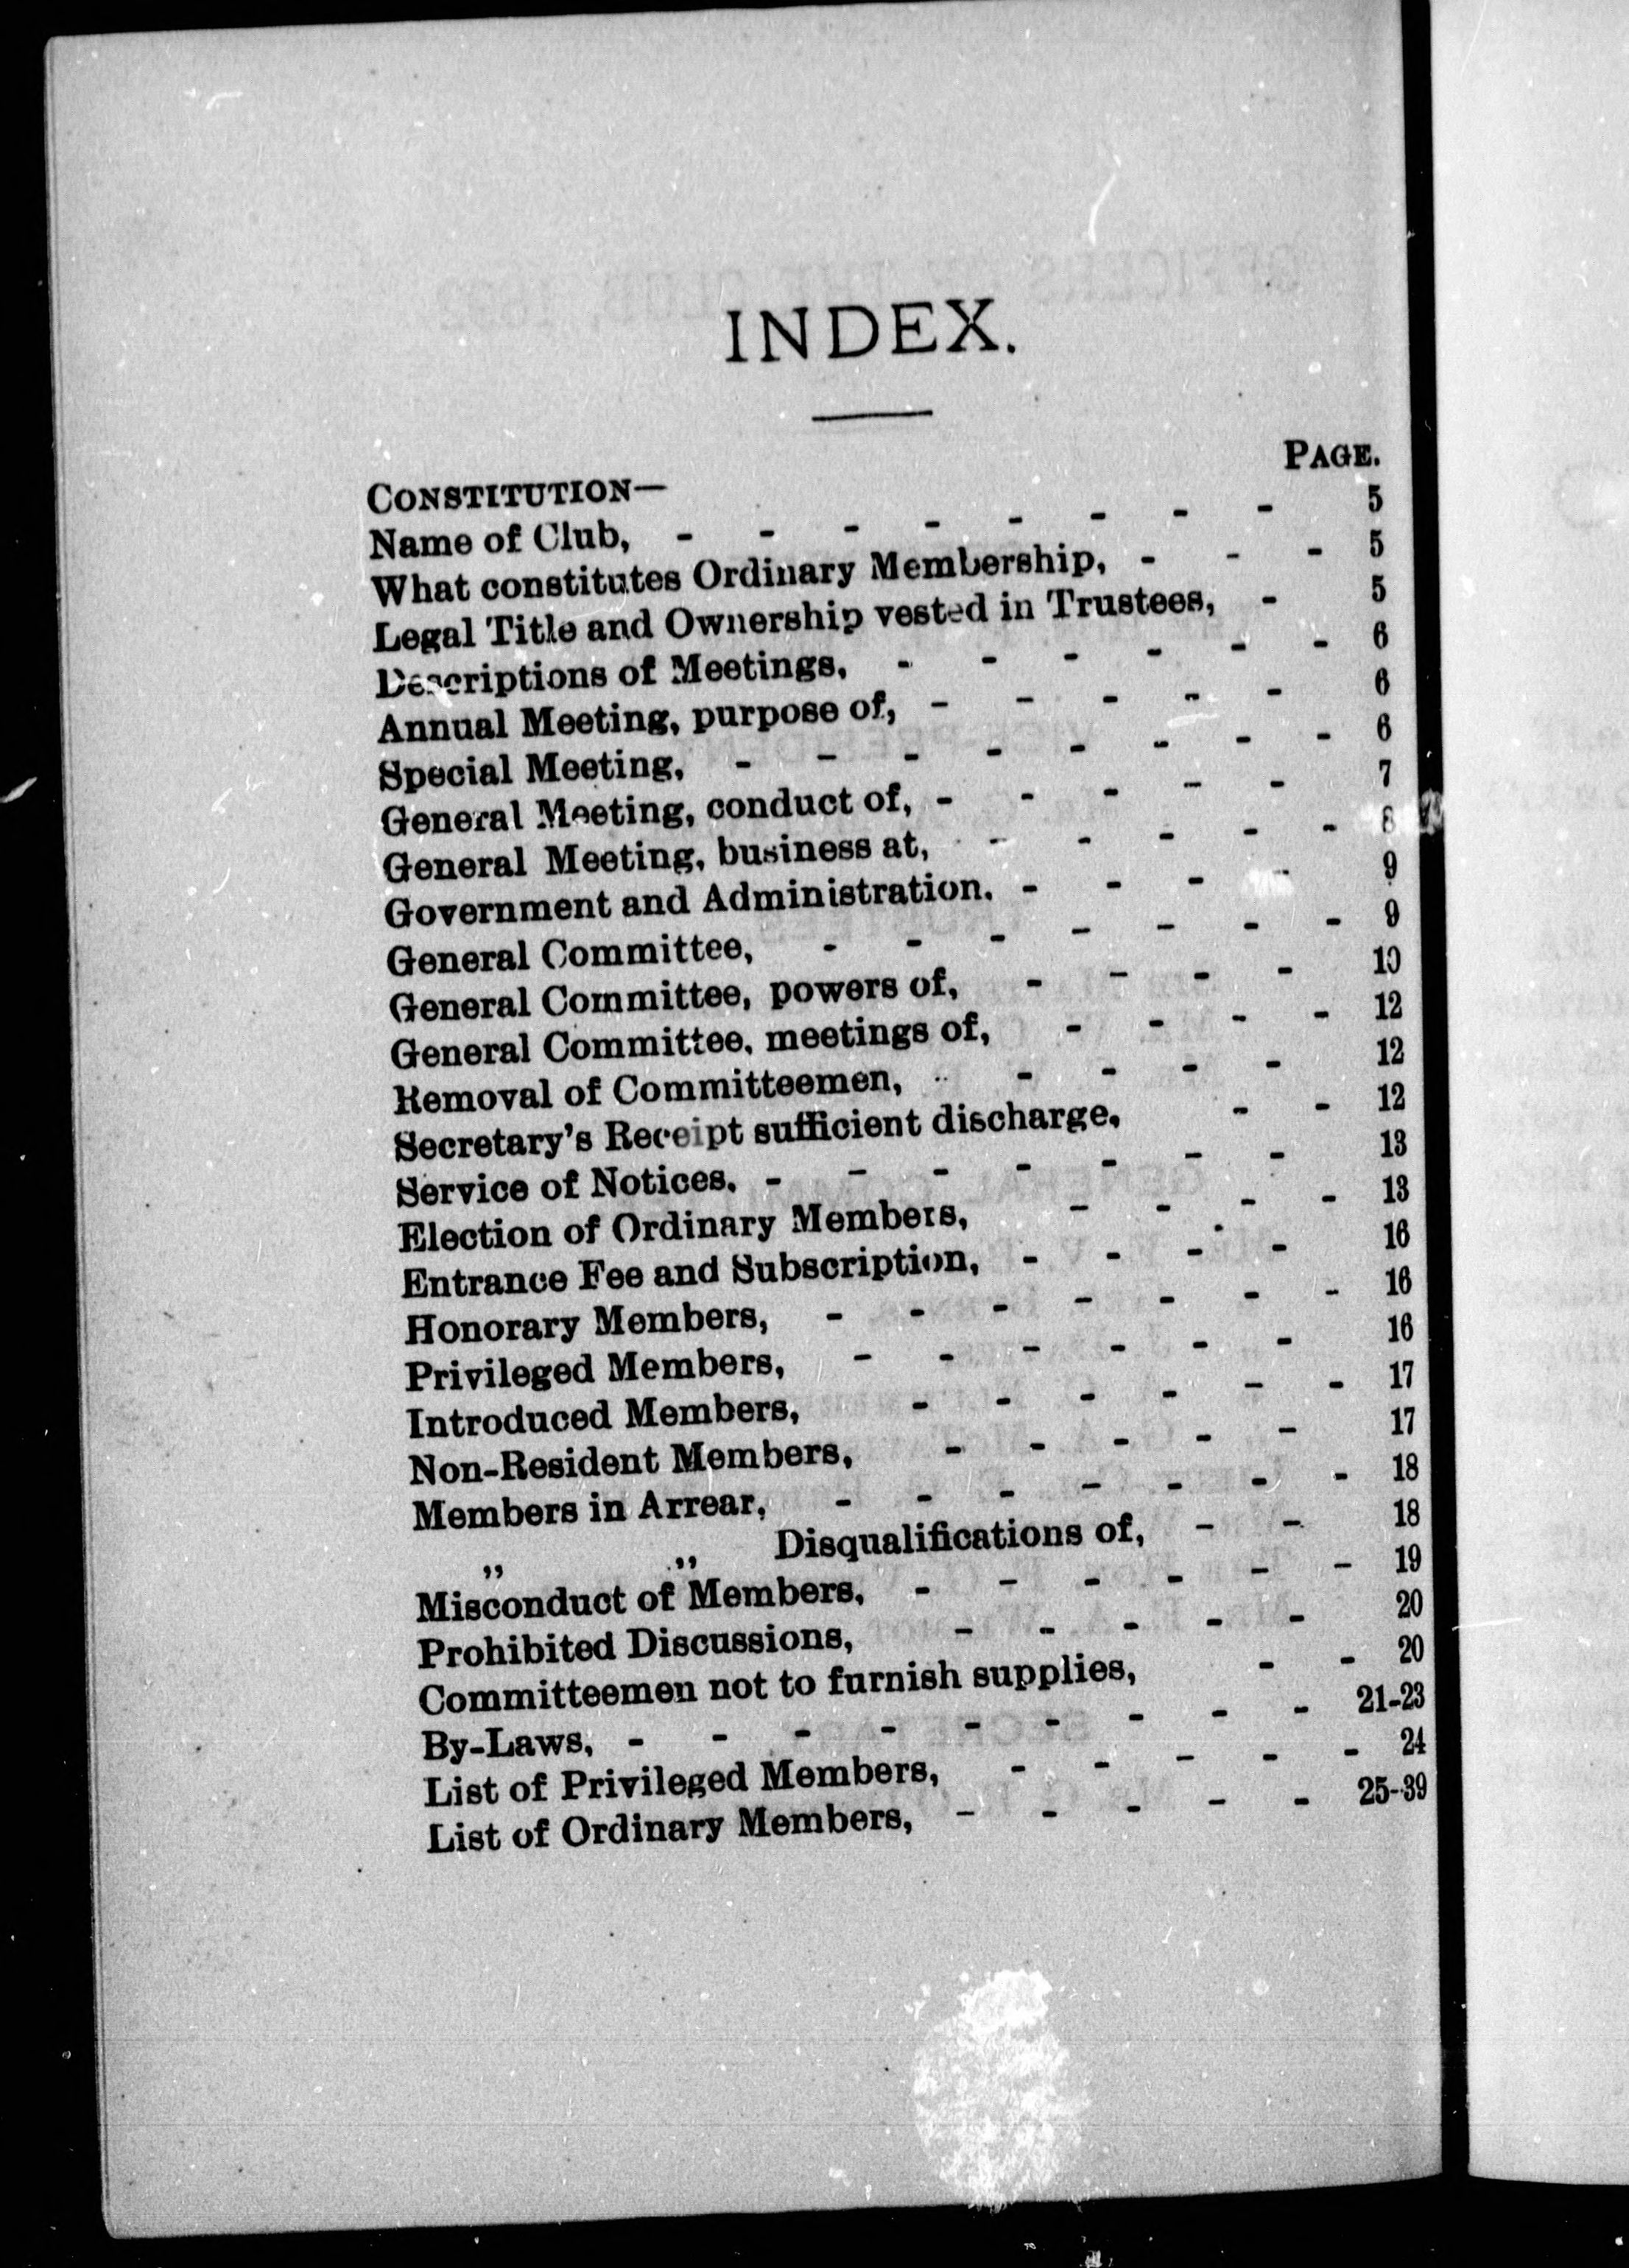 INDEX.
PAGE.
CONSTITUTION—
Name of Club, - - - - - - - - 5
What constitutes Ordinary Membership, - - - 5
Legal Title and Ownership vested in Trustees, - 5
Descriptions of Meetings, - - - - - - 6
Annual Meeting, purpose of, - - - - - 6
Special Meeting, - - - - - - - - 6
General Meeting, conduct of, - - - - - 7
General Meeting, business at, - - - - - 8
Government and Administration. - - - - 9
General Committee, - - - - - - - 9
General Committee, powers of, - - - - 10
General Committee, meetings of, - - - - 12
Removal of Committeemen, - - - - - 12
Secretary's Receipt sufficient discharge, - - 12
Service of Notices, - - - - - - - 13
Election of Ordinary Members, - - - - 13
Entrance Fee and Subscription, - - - - 16
Honorary Members, - - - - - - - 16
Privileged Members, - - - - - - 16
Introduced Members, - - - - - - 17
Non-Resident Members, - - - - - 17
Members in Arrear, - - - - - - - 18
„ „ Disqualifications of, - - 18
Misconduct of Members, - - - - - - 19
Prohibited Discussions, - - - - - 20
Committeemen not to furnish supplies, - - 20
By-Laws, - - - - - - - - - 21-23
List of Privileged Members, - - - - - 24
List of Ordinary Members, - - - - - 25-39